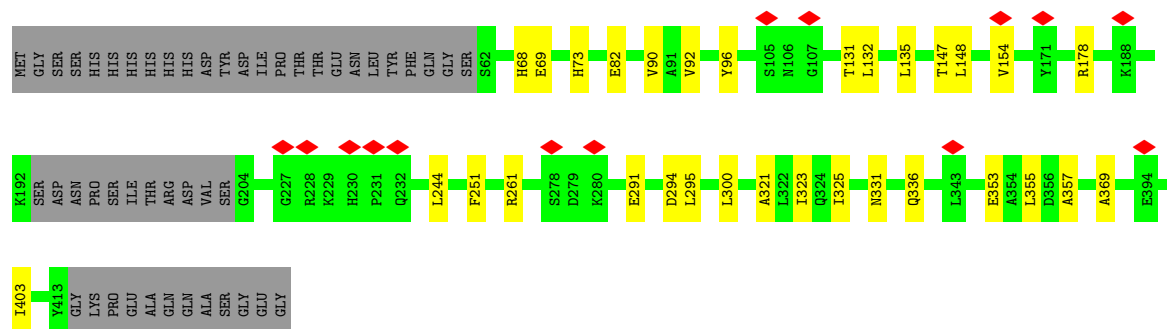 MET GLY SER SER HIS HIS HIS HIS HIS HIS ASP TYR ASP ILE PRO THR THR GLU ASN LEU TYR PHE GLN GLY SER S62 H68 E69 H73 E82 V90 A91 V92 Y96 S105 N106 G107 T131 L132 L135 T147 L148 V154 Y171 R178 K188
K192 SER ASP ASN PRO SER ILE THR ARG ASP VAL SER G204 G227 R228 K229 H230 P231 Q232 L244 F251 R261 S278 D279 K280 E291 D294 L295 L300 A321 L322 I323 Q324 I325 N331 Q336 L343 E353 A354 L355 D356 A357 A369 E394
I403 Y413 GLY LYS PRO GLU ALA GLN GLN ALA SER GLY GLU GLY